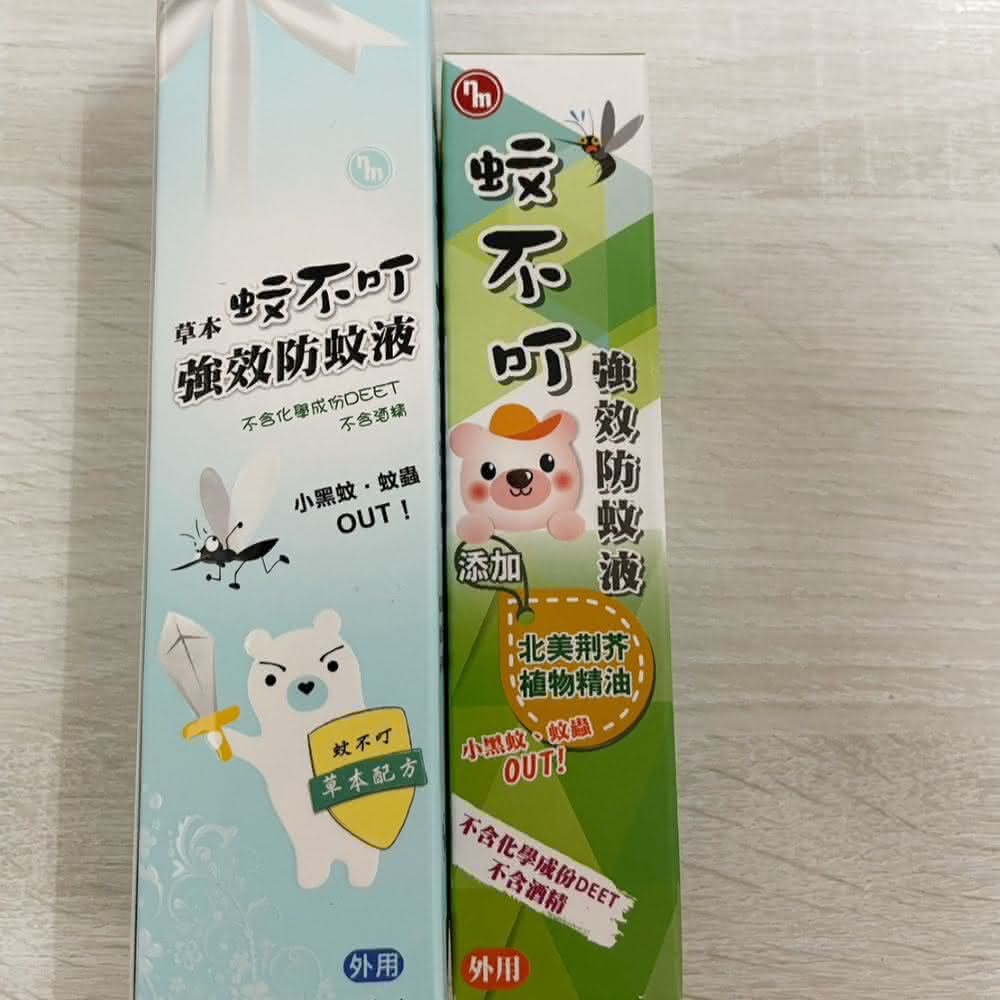 nm
草本 蚊不叮
強效防蚊液
不含化學成份DEET
不含酒精
小黑蚊・蚊蟲
OUT!
蚊不叮
草本配方
外用
nm
蚊不叮
強效防蚊液
添加
北美荆芥
植物精油
小黑蚊、蚊蟲
OUT!
不含化學成份DEET
不含酒精
外用